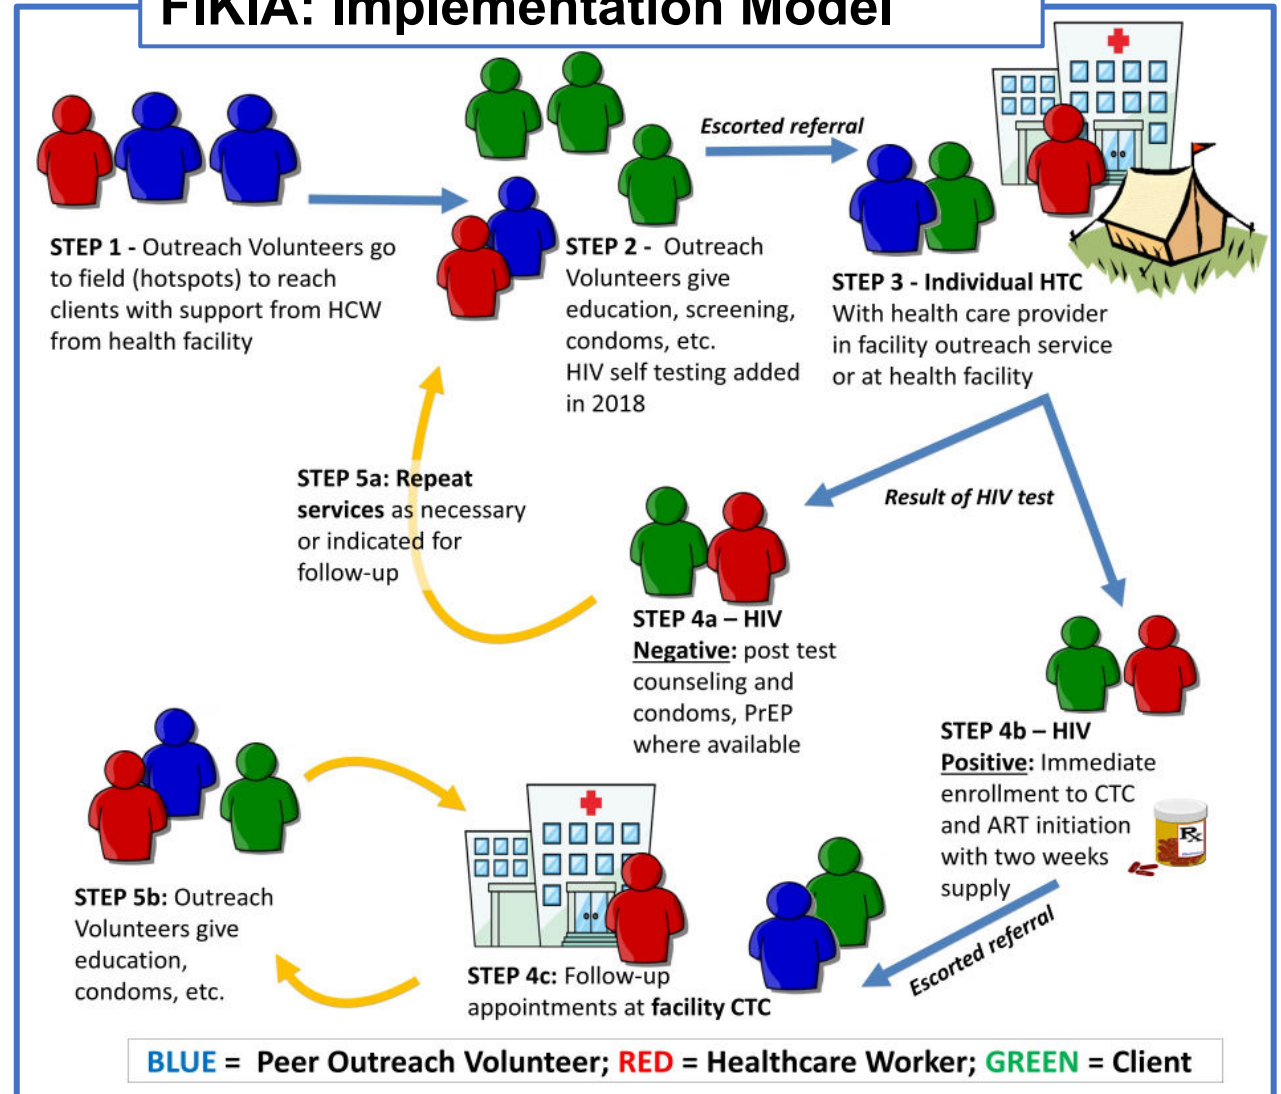 FIKIA: Implementation Model
Escorted referral
STEP 1 - Outreach Volunteers go
to field (hotspots) to reach
clients with support from HCW
from health facility
STEP 2 - Outreach
Volunteers give
education, screening,
condoms, etc.
HIV self testing added
in 2018
STEP 3 - Individual HTC
With health care provider
in facility outreach service
or at health facility
Result of HIV test
STEP 5a: Repeat
services as necessary
or indicated for
follow-up
STEP 4a – HIV
Negative: post test
counseling and
condoms, PrEP
where available
STEP 4b – HIV
Positive: Immediate
enrollment to CTC
and ART initiation
with two weeks
supply
Rx
Escorted referral
STEP 5b: Outreach
Volunteers give
education,
condoms, etc.
STEP 4c: Follow-up
appointments at facility CTC
BLUE = Peer Outreach Volunteer; RED = Healthcare Worker; GREEN = Client